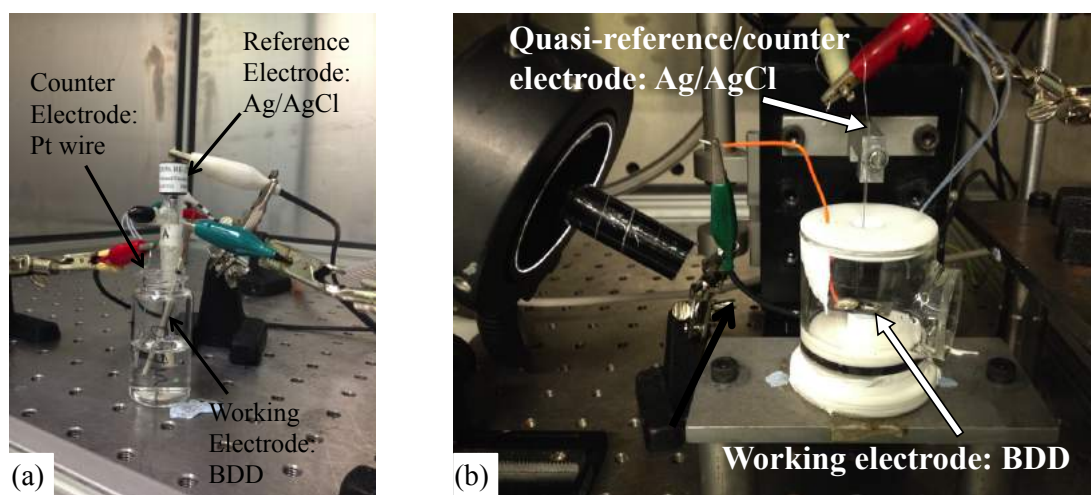 Reference
Electrode:
Ag/AgCl
Counter
Electrode:
Pt wire
A
Working
Electrode:
BDD
(a)
Quasi-reference/counter
electrode: Ag/AgCl
Working electrode: BDD
(b)